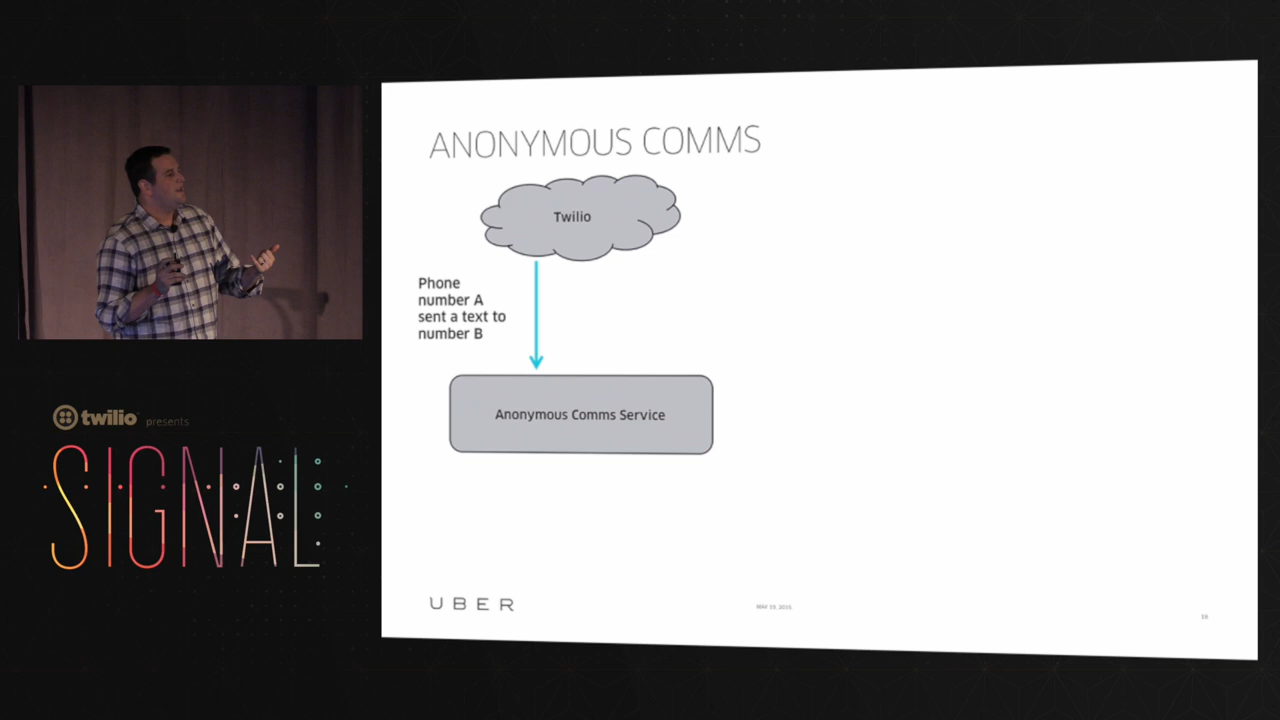 ANONYMOUS COMMS
Twilio
Phone
number A
sent a text to
number B
Anonymous Comms Service
UBER
twilio presents
SIGNAL